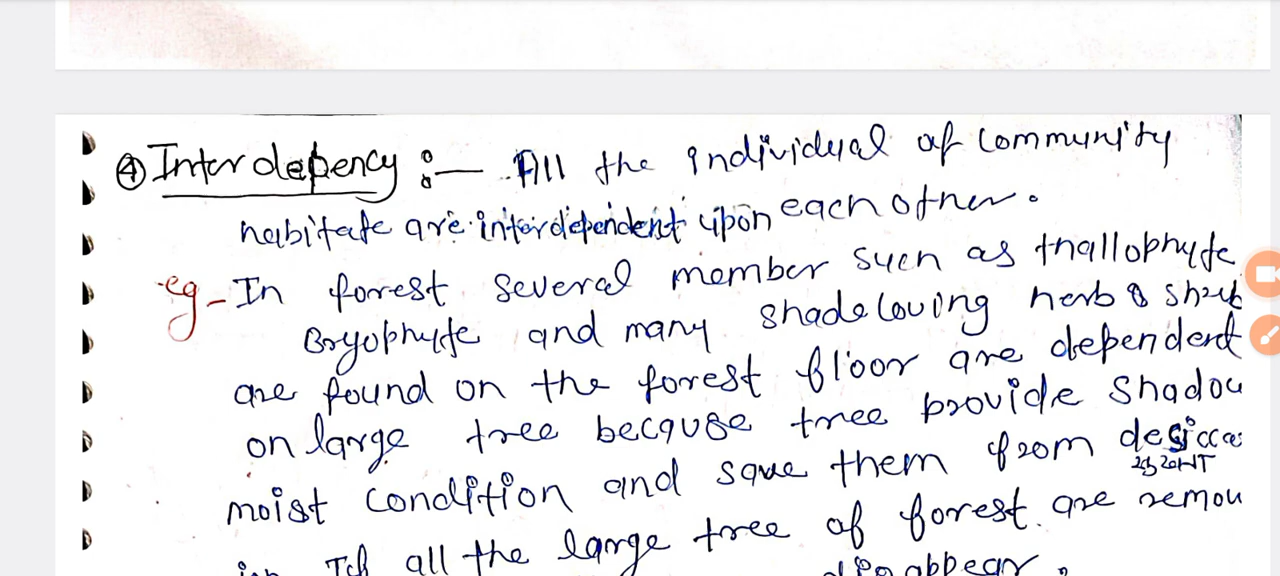 ④ Interdepency :— All the individual of community
habitate are interdependent upon each other.
eg - In forest several member such as thallophyte
Bryophyte and many shade loving herb & shrub
are found on the forest floor are dependent
on large tree because tree provide shadow
moist condition and save them from desicca
ion If all the large tree of forest are remov
disappear.